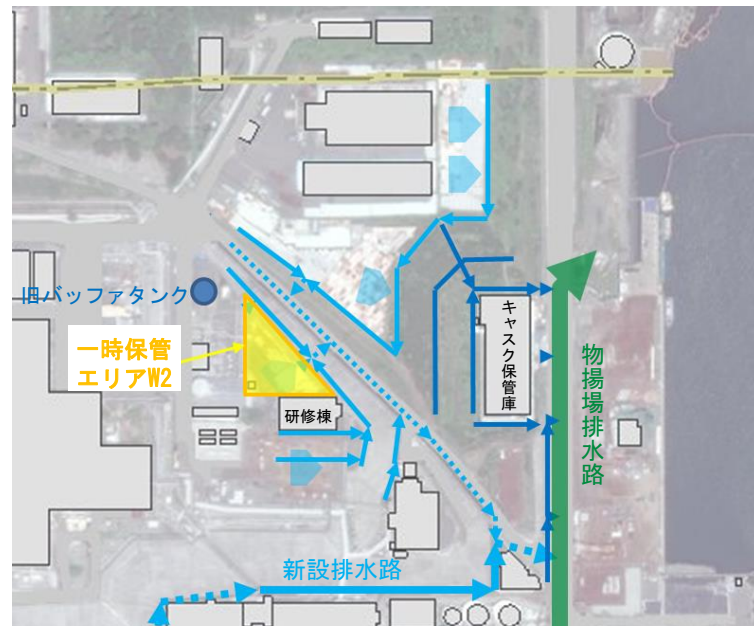 旧バッファタンク
一時保管
エリアW2
研修棟
キャスク保管庫
物揚場排水路
新設排水路